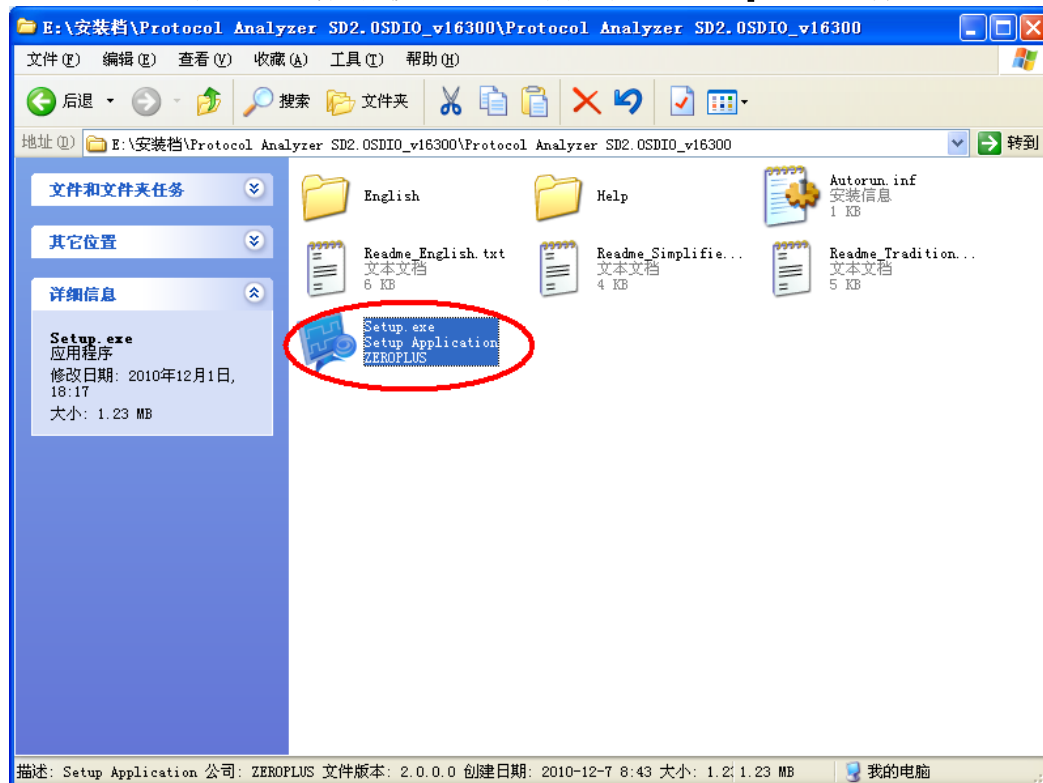 E:\安装档\Protocol Analyzer SD2.0SDIO_v16300\Protocol Analyzer SD2.0SDIO_v16300
文件(F) 编辑(E) 查看(V) 收藏(A) 工具(T) 帮助(H)
后退 搜索 文件夹
地址(D) E:\安装档\Protocol Analyzer SD2.0SDIO_v16300\Protocol Analyzer SD2.0SDIO_v16300 转到
文件和文件夹任务
其它位置
详细信息
Setup.exe
应用程序
修改日期: 2010年12月1日,
18:17
大小: 1.23 MB
English
Help
Autorun.inf
安装信息
1 KB
Readme_English.txt
文本文档
6 KB
Readme_Simplifie...
文本文档
4 KB
Readme_Tradition...
文本文档
5 KB
Setup.exe
Setup Application
ZEROPLUS
描述: Setup Application 公司: ZEROPLUS 文件版本: 2.0.0.0 创建日期: 2010-12-7 8:43 大小: 1.2 1.23 MB 我的电脑